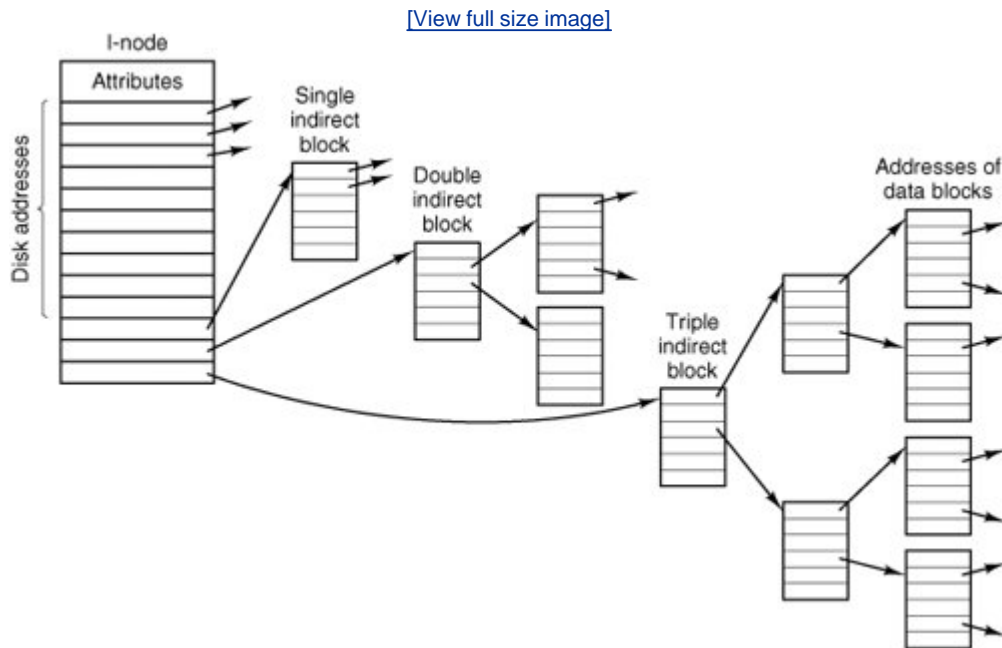 [View full size image]
I-node
Attributes
Disk addresses
Single
indirect
block
Double
indirect
block
Triple
indirect
block
Addresses of
data blocks